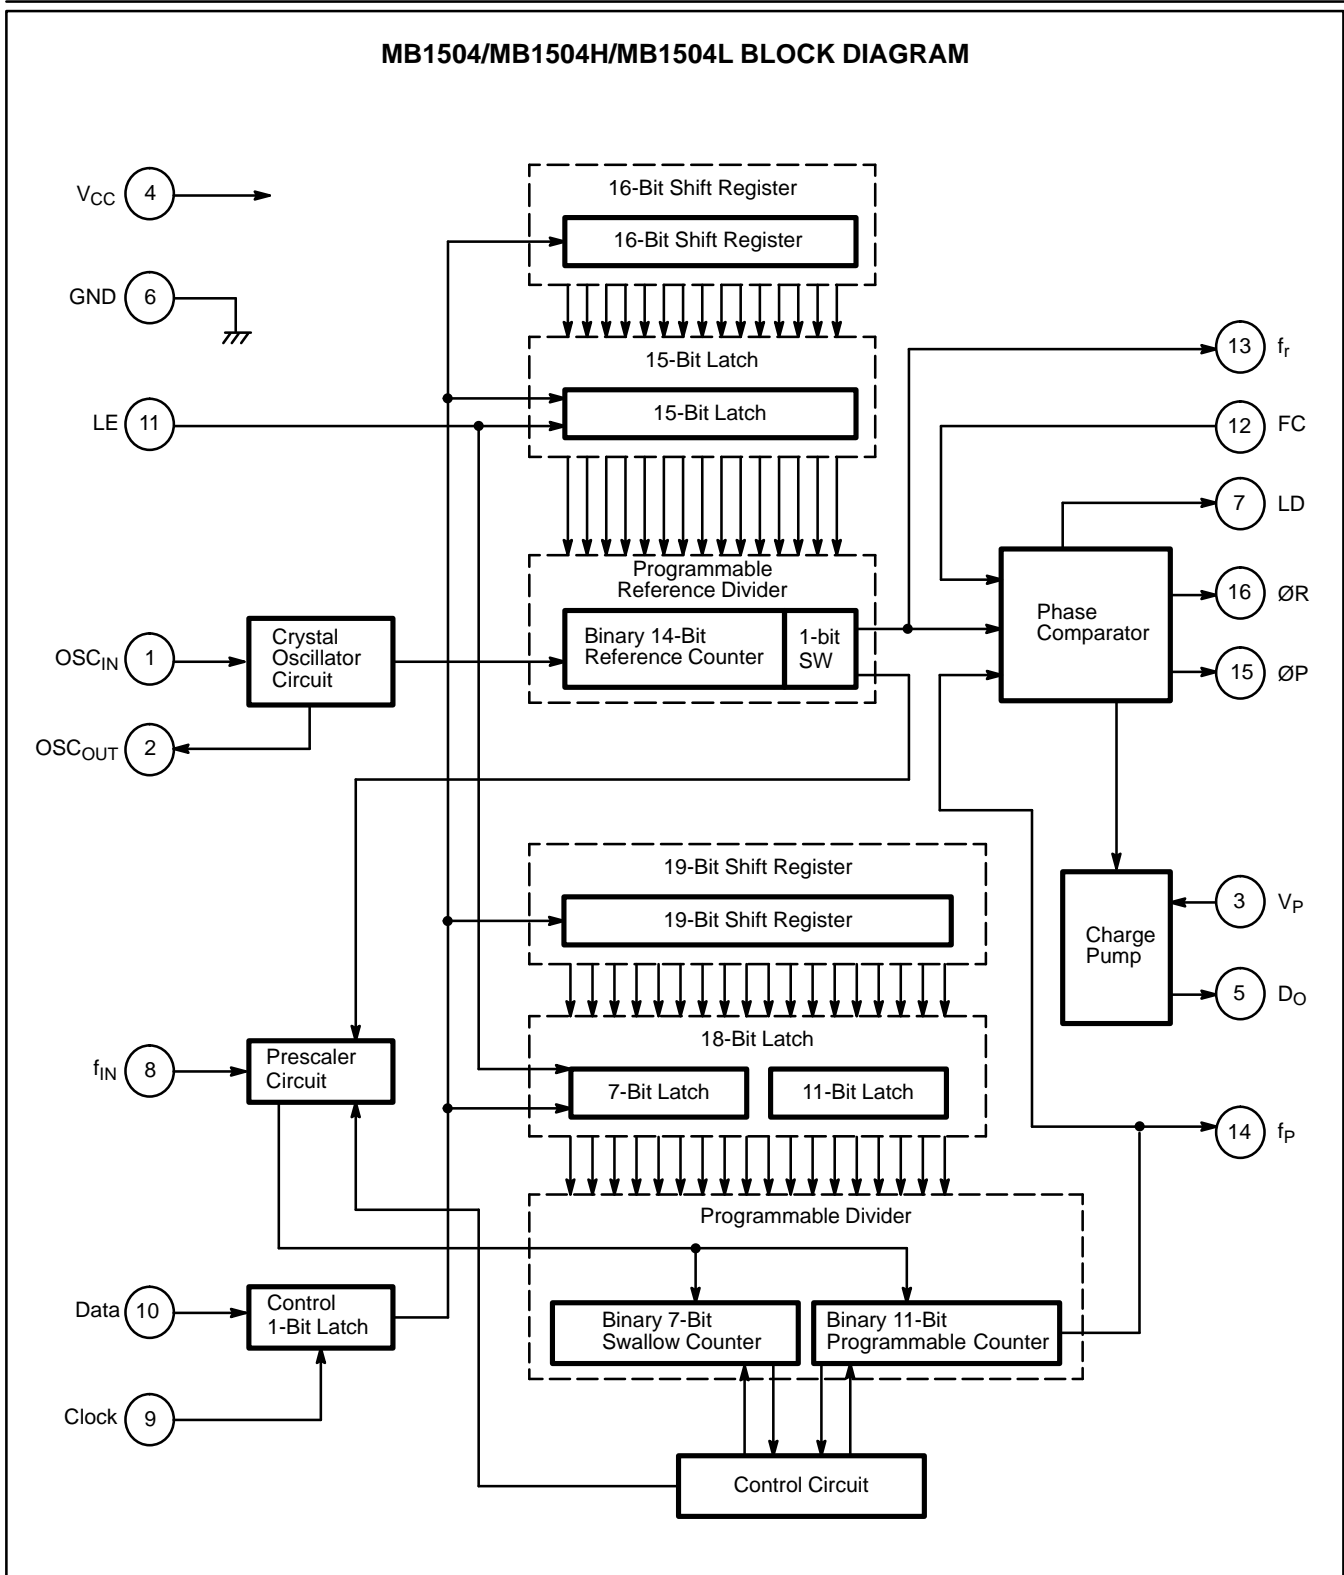 MB1504/MB1504H/MB1504L BLOCK DIAGRAM
VCC 4
16-Bit Shift Register
16-Bit Shift Register
GND 6
15-Bit Latch
15-Bit Latch
13 fr
LE 11
12 FC
7 LD
Programmable
Reference Divider
Binary 14-Bit
Reference Counter
1-bit
SW
Phase
Comparator
16 ØR
15 ØP
OSCIN 1
Crystal
Oscillator
Circuit
OSCOUT 2
19-Bit Shift Register
19-Bit Shift Register
Charge
Pump
3 VP
5 DO
18-Bit Latch
7-Bit Latch
11-Bit Latch
fIN 8
Prescaler
Circuit
14 fP
Programmable Divider
Data 10
Control
1-Bit Latch
Binary 7-Bit
Swallow Counter
Binary 11-Bit
Programmable Counter
Clock 9
Control Circuit